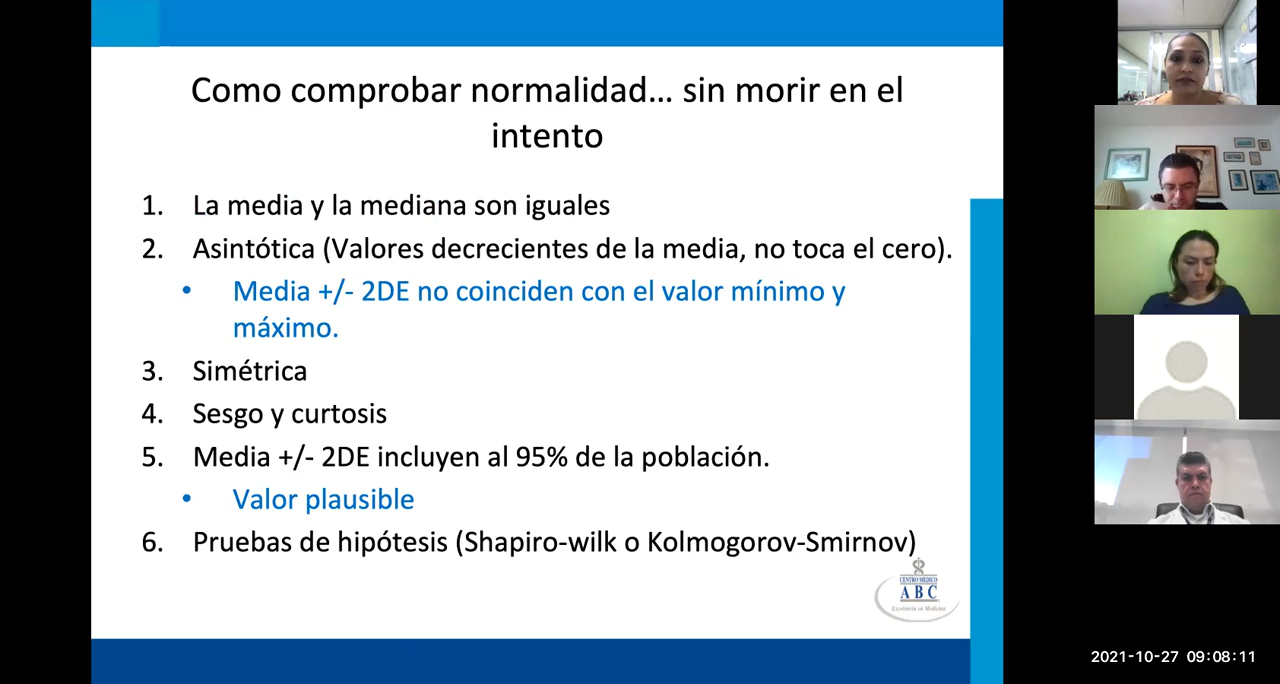 Como comprobar normalidad... sin morir en el
intento
1. La media y la mediana son iguales
2. Asintótica (Valores decrecientes de la media, no toca el cero).
• Media +/- 2DE no coinciden con el valor mínimo y
máximo.
3. Simétrica
4. Sesgo y curtosis
5. Media +/- 2DE incluyen al 95% de la población.
• Valor plausible
6. Pruebas de hipótesis (Shapiro-wilk o Kolmogorov-Smirnov)
CENTRO MEDICO
ABC
Excelencia en Medicina
2021-10-27 09:08:11